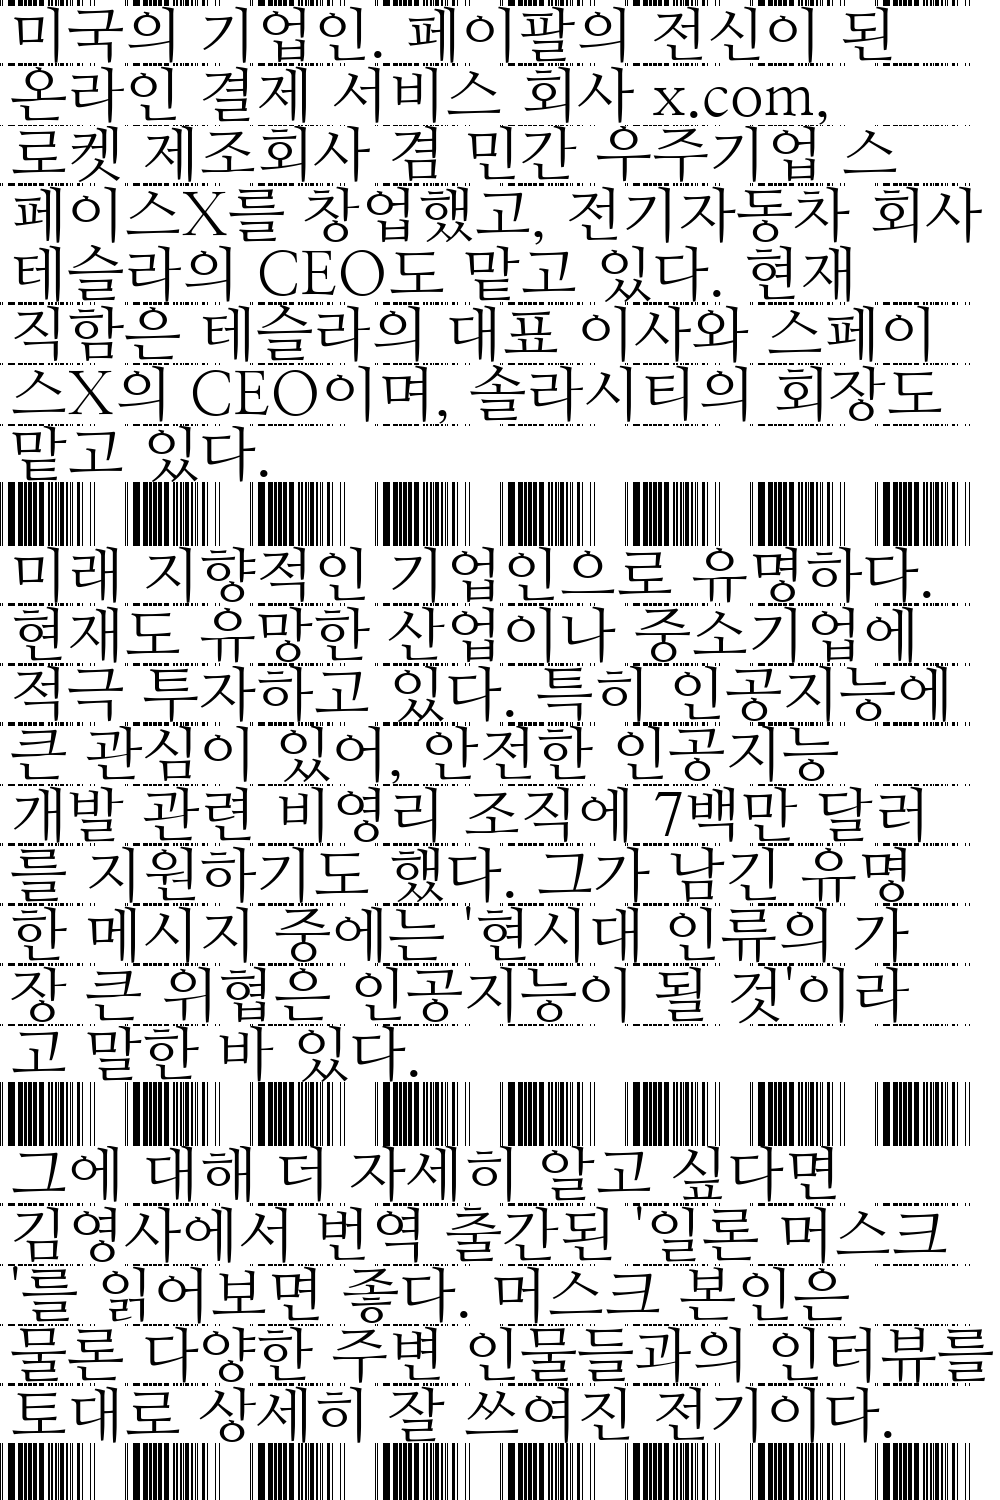 미국의 기업인. 페이팔의 전신이 된
온라인 결제 서비스 회사 x.com,
로켓 제조회사 겸 민간 우주기업 스
페이스X를 창업했고, 전기자동차 회사
테슬라의 CEO도 맡고 있다. 현재
직함은 테슬라의 대표 이사와 스페이
스X의 CEO이며, 솔라시티의 회장도
맡고 있다.
미래 지향적인 기업인으로 유명하다.
현재도 유망한 산업이나 중소기업에
적극 투자하고 있다. 특히 인공지능에
큰 관심이 있어, 안전한 인공지능
개발 관련 비영리 조직에 7백만 달러
를 지원하기도 했다. 그가 남긴 유명
한 메시지 중에는 '현시대 인류의 가
장 큰 위협은 인공지능이 될 것'이라
고 말한 바 있다.
그에 대해 더 자세히 알고 싶다면
김영사에서 번역 출간된 '일론 머스크
'를 읽어보면 좋다. 머스크 본인은
물론 다양한 주변 인물들과의 인터뷰를
토대로 상세히 잘 쓰여진 전기이다.